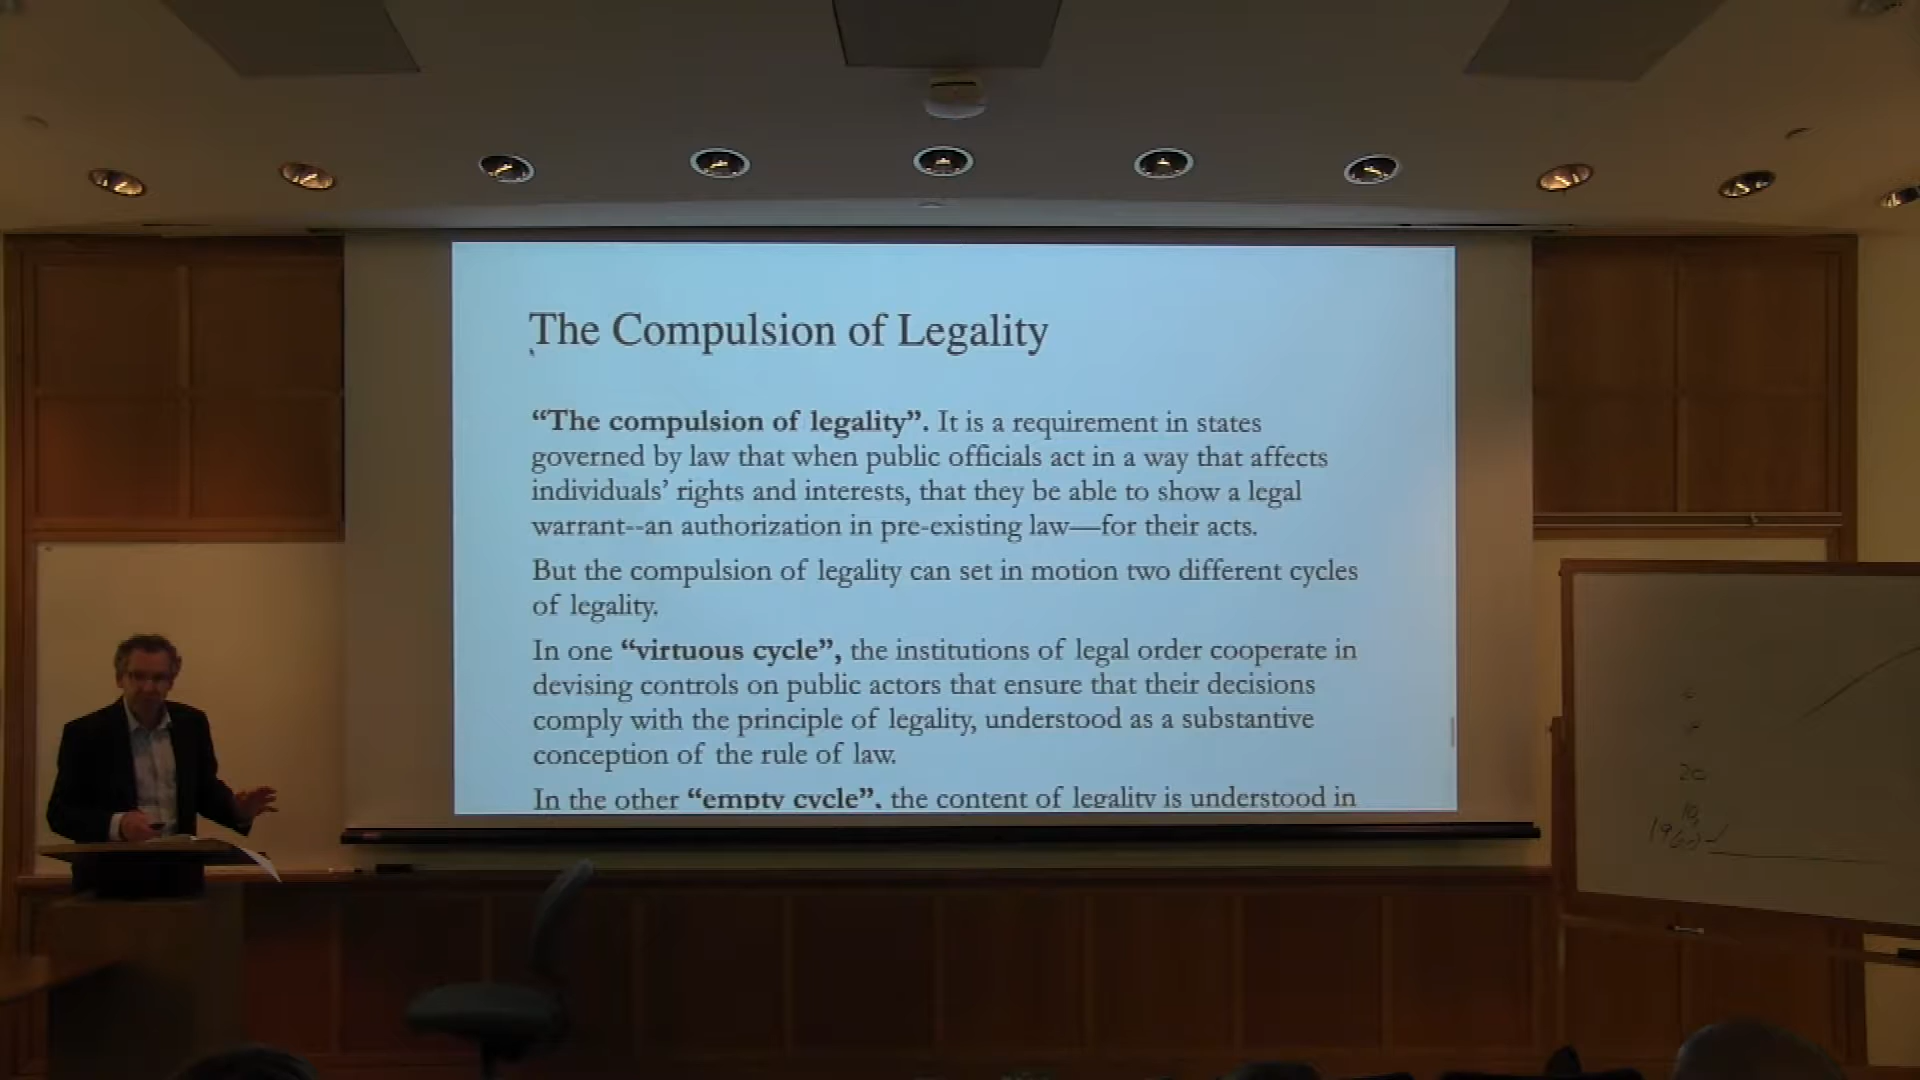 The Compulsion of Legality
“The compulsion of legality”. It is a requirement in states
governed by law that when public officials act in a way that affects
individuals’ rights and interests, that they be able to show a legal
warrant--an authorization in pre-existing law—for their acts.
But the compulsion of legality can set in motion two different cycles
of legality.
In one “virtuous cycle”, the institutions of legal order cooperate in
devising controls on public actors that ensure that their decisions
comply with the principle of legality, understood as a substantive
conception of the rule of law.
In the other “empty cycle”, the content of legality is understood in
20